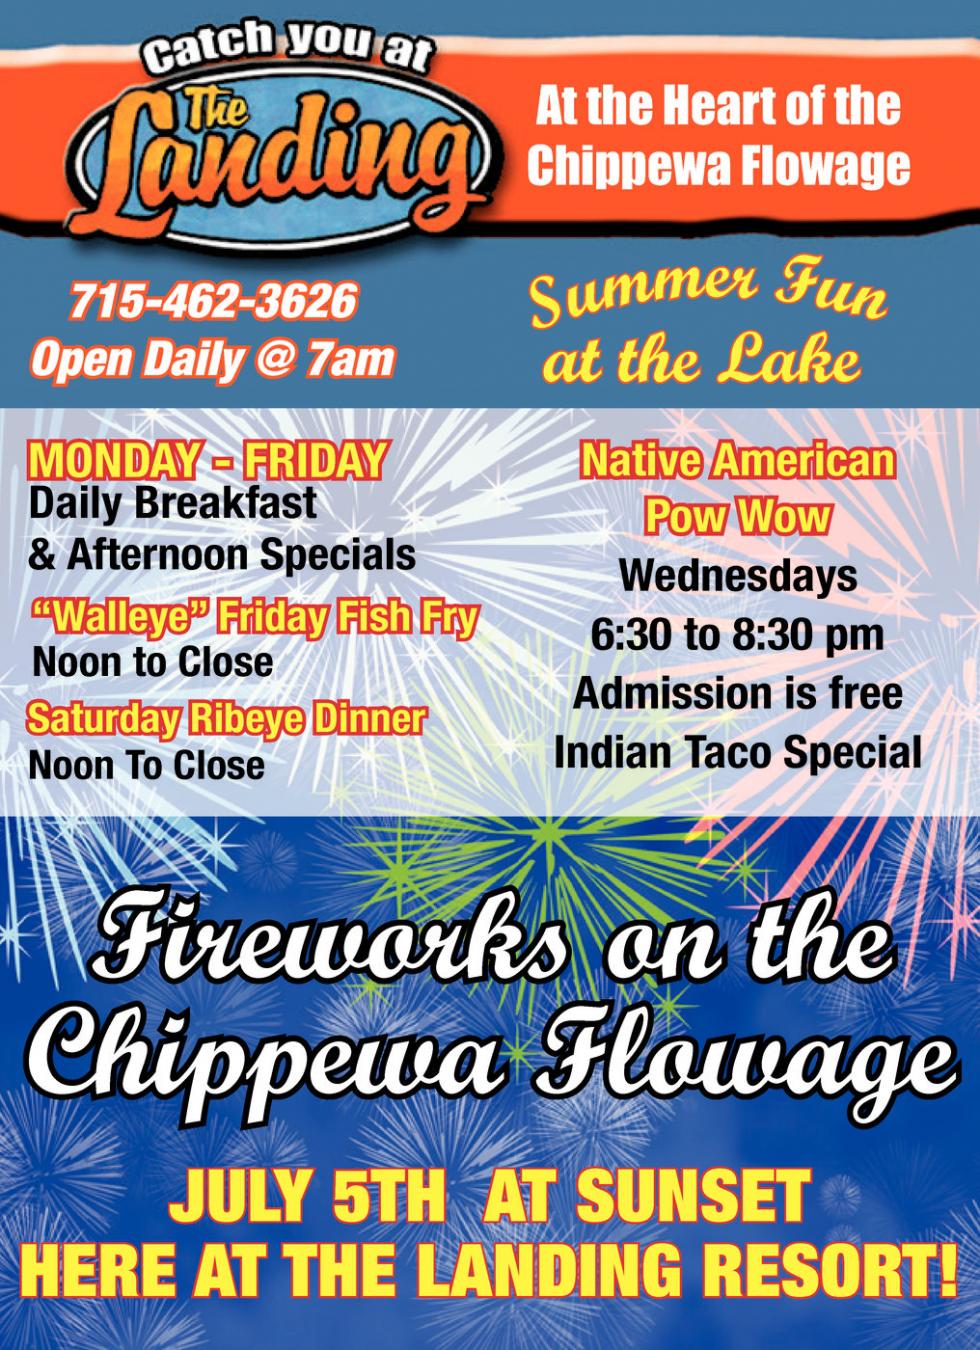 Catch you at
The
Landing
At the Heart of the
Chippewa Flowage
715-462-3626
Open Daily @ 7am
Summer Fun
at the Lake
MONDAY - FRIDAY
Daily Breakfast
& Afternoon Specials
“Walleye” Friday Fish Fry
Noon to Close
Saturday Ribeye Dinner
Noon To Close
Native American
Pow Wow
Wednesdays
6:30 to 8:30 pm
Admission is free
Indian Taco Special
Fireworks on the
Chippewa Flowage
JULY 5TH AT SUNSET
HERE AT THE LANDING RESORT!